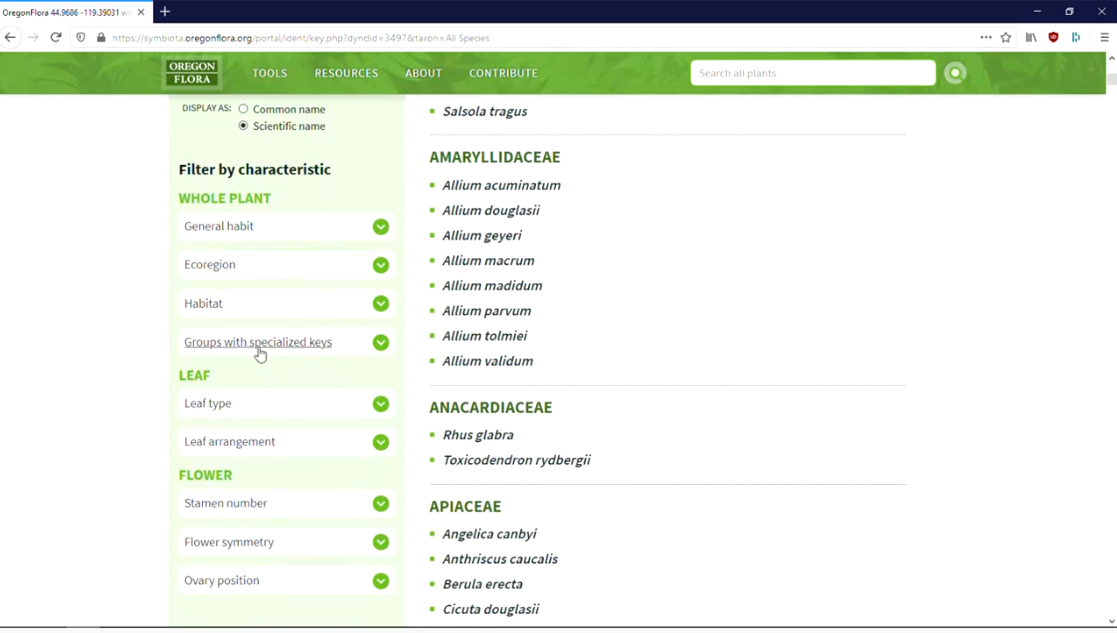 OregonFlora 44.9686 -119.39031 w
https://symbiota.oregonflora.org/portal/ident/key.php?dynclid=3497&taxon=All Species
OREGON
FLORA
TOOLS
RESOURCES
ABOUT
CONTRIBUTE
Search all plants
DISPLAY AS:
Common name
Scientific name
Filter by characteristic
WHOLE PLANT
General habit
Ecoregion
Habitat
Groups with specialized keys
LEAF
Leaf type
Leaf arrangement
FLOWER
Stamen number
Flower symmetry
Ovary position
Salsola tragus
AMARYLLIDACEAE
Allium acuminatum
Allium douglasii
Allium geyeri
Allium macrum
Allium madidum
Allium parvum
Allium tolmiei
Allium validum
ANACARDIACEAE
Rhus glabra
Toxicodendron rydbergii
APIACEAE
Angelica canbyi
Anthriscus caucalis
Berula erecta
Cicuta douglasii